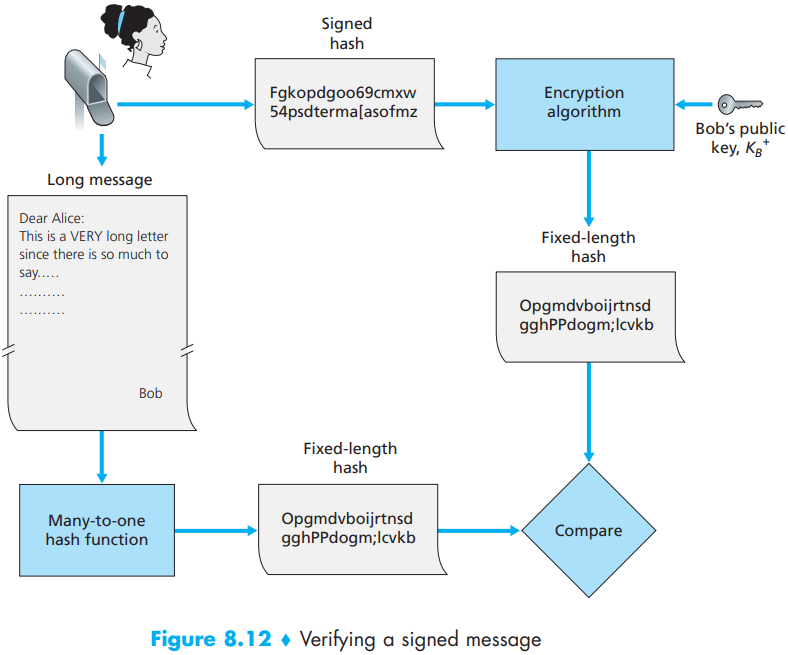 Signed
hash
Fgkopdgoo69cmxw
54psdterma[asofmz
Encryption
algorithm
Bob's public
key, K_B^+
Long message
Dear Alice:
This is a VERY long letter
since there is so much to
say.....
..........
..........
Bob
Fixed-length
hash
Opgmdvboijrtnsd
gghPPdogm;lcvkb
Many-to-one
hash function
Fixed-length
hash
Opgmdvboijrtnsd
gghPPdogm;lcvkb
Compare
Figure 8.12 ♦ Verifying a signed message